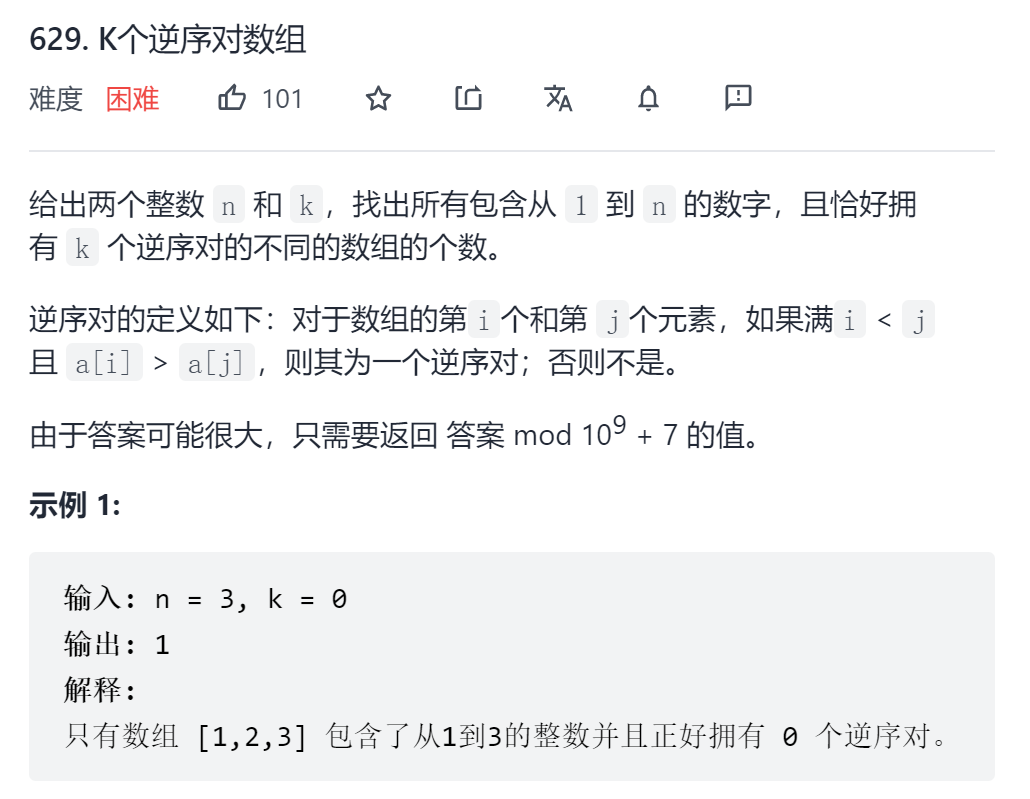 629. K个逆序对数组
难度 困难 101
给出两个整数 n 和 k，找出所有包含从 1 到 n 的数字，且恰好拥
有 k 个逆序对的不同的数组的个数。
逆序对的定义如下：对于数组的第 i 个和第 j 个元素，如果满 i < j
且 a[i] > a[j]，则其为一个逆序对；否则不是。
由于答案可能很大，只需要返回 答案 mod 10⁹ + 7 的值。
示例 1:
输入: n = 3, k = 0
输出: 1
解释:
只有数组 [1,2,3] 包含了从1到3的整数并且正好拥有 0 个逆序对。